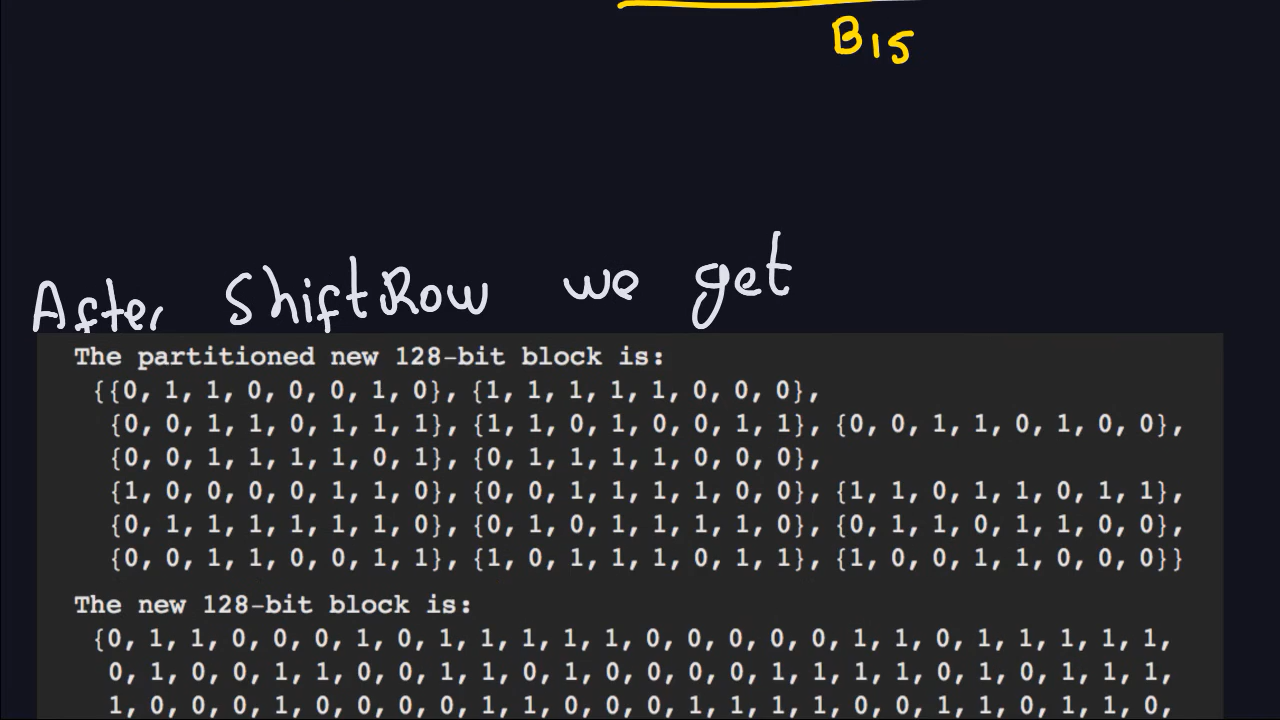 B15
After ShiftRow we get
The partitioned new 128-bit block is:
{{0, 1, 1, 0, 0, 0, 1, 0}, {1, 1, 1, 1, 1, 0, 0, 0},
{0, 0, 1, 1, 0, 1, 1, 1}, {1, 1, 0, 1, 0, 0, 1, 1}, {0, 0, 1, 1, 0, 1, 0, 0},
{0, 0, 1, 1, 1, 1, 0, 1}, {0, 1, 1, 1, 1, 0, 0, 0},
{1, 0, 0, 0, 0, 1, 1, 0}, {0, 0, 1, 1, 1, 1, 0, 0}, {1, 1, 0, 1, 1, 0, 1, 1},
{0, 1, 1, 1, 1, 1, 1, 0}, {0, 1, 0, 1, 1, 1, 1, 0}, {0, 1, 1, 0, 1, 1, 0, 0},
{0, 0, 1, 1, 0, 0, 1, 1}, {1, 0, 1, 1, 1, 0, 1, 1}, {1, 0, 0, 1, 1, 0, 0, 0}}
The new 128-bit block is:
{0, 1, 1, 0, 0, 0, 1, 0, 1, 1, 1, 1, 1, 0, 0, 0, 0, 0, 1, 1, 0, 1, 1, 1, 1, 1,
0, 1, 0, 0, 1, 1, 0, 0, 1, 1, 0, 1, 0, 0, 0, 0, 1, 1, 1, 1, 0, 1, 0, 1, 1, 1,
1, 0, 0, 0, 1, 0, 0, 0, 0, 1, 1, 0, 0, 0, 1, 1, 1, 1, 0, 0, 1, 1, 0, 1, 1, 0,